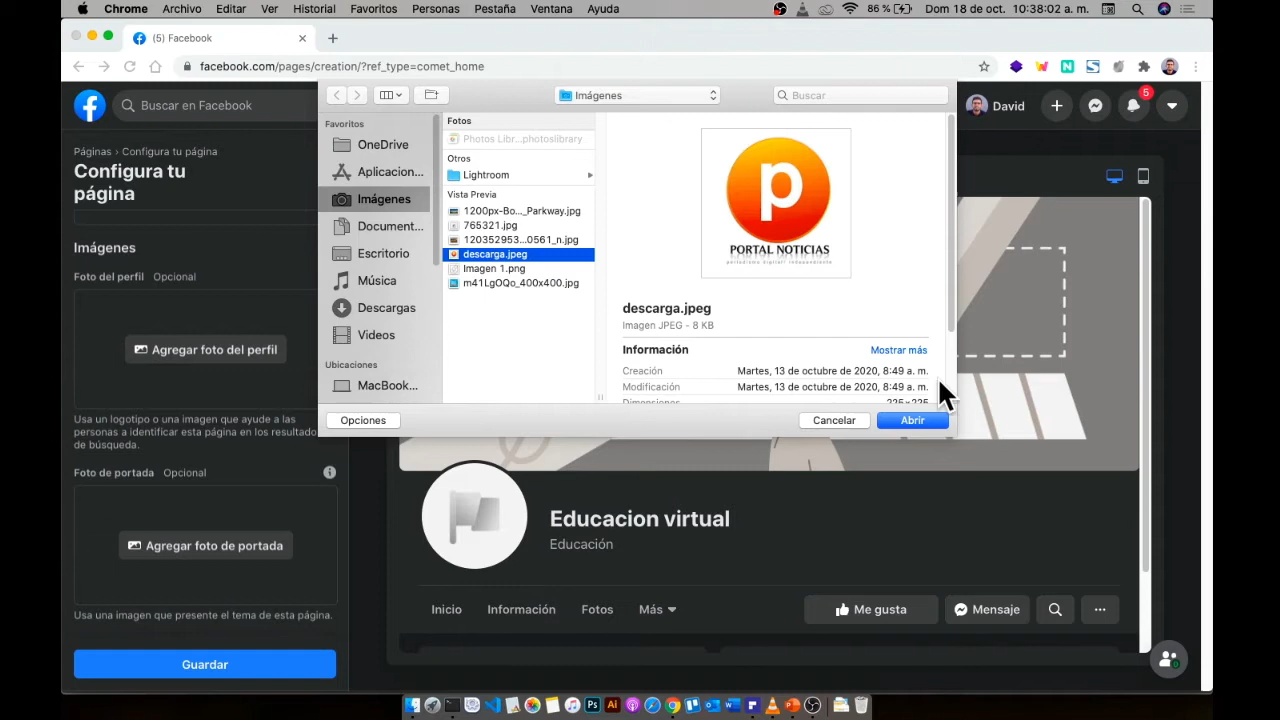 Chrome Archivo Editar Ver Historial Favoritos Personas Pestaña Ventana Ayuda 86 % Dom 18 de oct. 10:38:02 a. m.
(5) Facebook
facebook.com/pages/creation/?ref_type=comet_home
Buscar en Facebook
David
5
Páginas › Configura tu página
Configura tu
página
Imágenes
Foto del perfil Opcional
Agregar foto del perfil
Usa un logotipo o una imagen que ayude a las
personas a identificar esta página en los resultado
de búsqueda.
Foto de portada Opcional
Agregar foto de portada
Usa una imagen que presente el tema de esta página.
Guardar
Imágenes
Buscar
Favoritos
OneDrive
Aplicacion...
Imágenes
Document...
Escritorio
Música
Descargas
Videos
Ubicaciones
MacBook...
Fotos
Photos Libr...photoslibrary
Otros
Lightroom
Vista Previa
1200px-Bo..._Parkway.jpg
765321.jpg
120352953...0561_n.jpg
descarga.jpeg
Imagen 1.png
m41LgOQo_400x400.jpg
p
PORTAL NOTICIAS
descarga.jpeg
Imagen JPEG - 8 KB
Información Mostrar más
Creación Martes, 13 de octubre de 2020, 8:49 a. m.
Modificación Martes, 13 de octubre de 2020, 8:49 a. m.
Dimensiones 225×225
Opciones
Cancelar
Abrir
Educacion virtual
Educación
Inicio Información Fotos Más
Me gusta
Mensaje
Ps
Ai